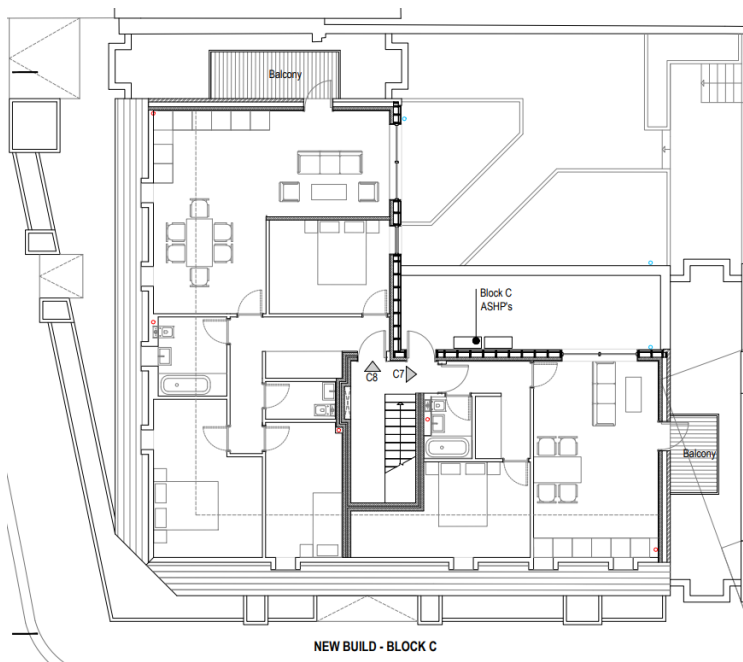 Balcony
Block C
ASHP's
C8
C7
Balcony
NEW BUILD - BLOCK C